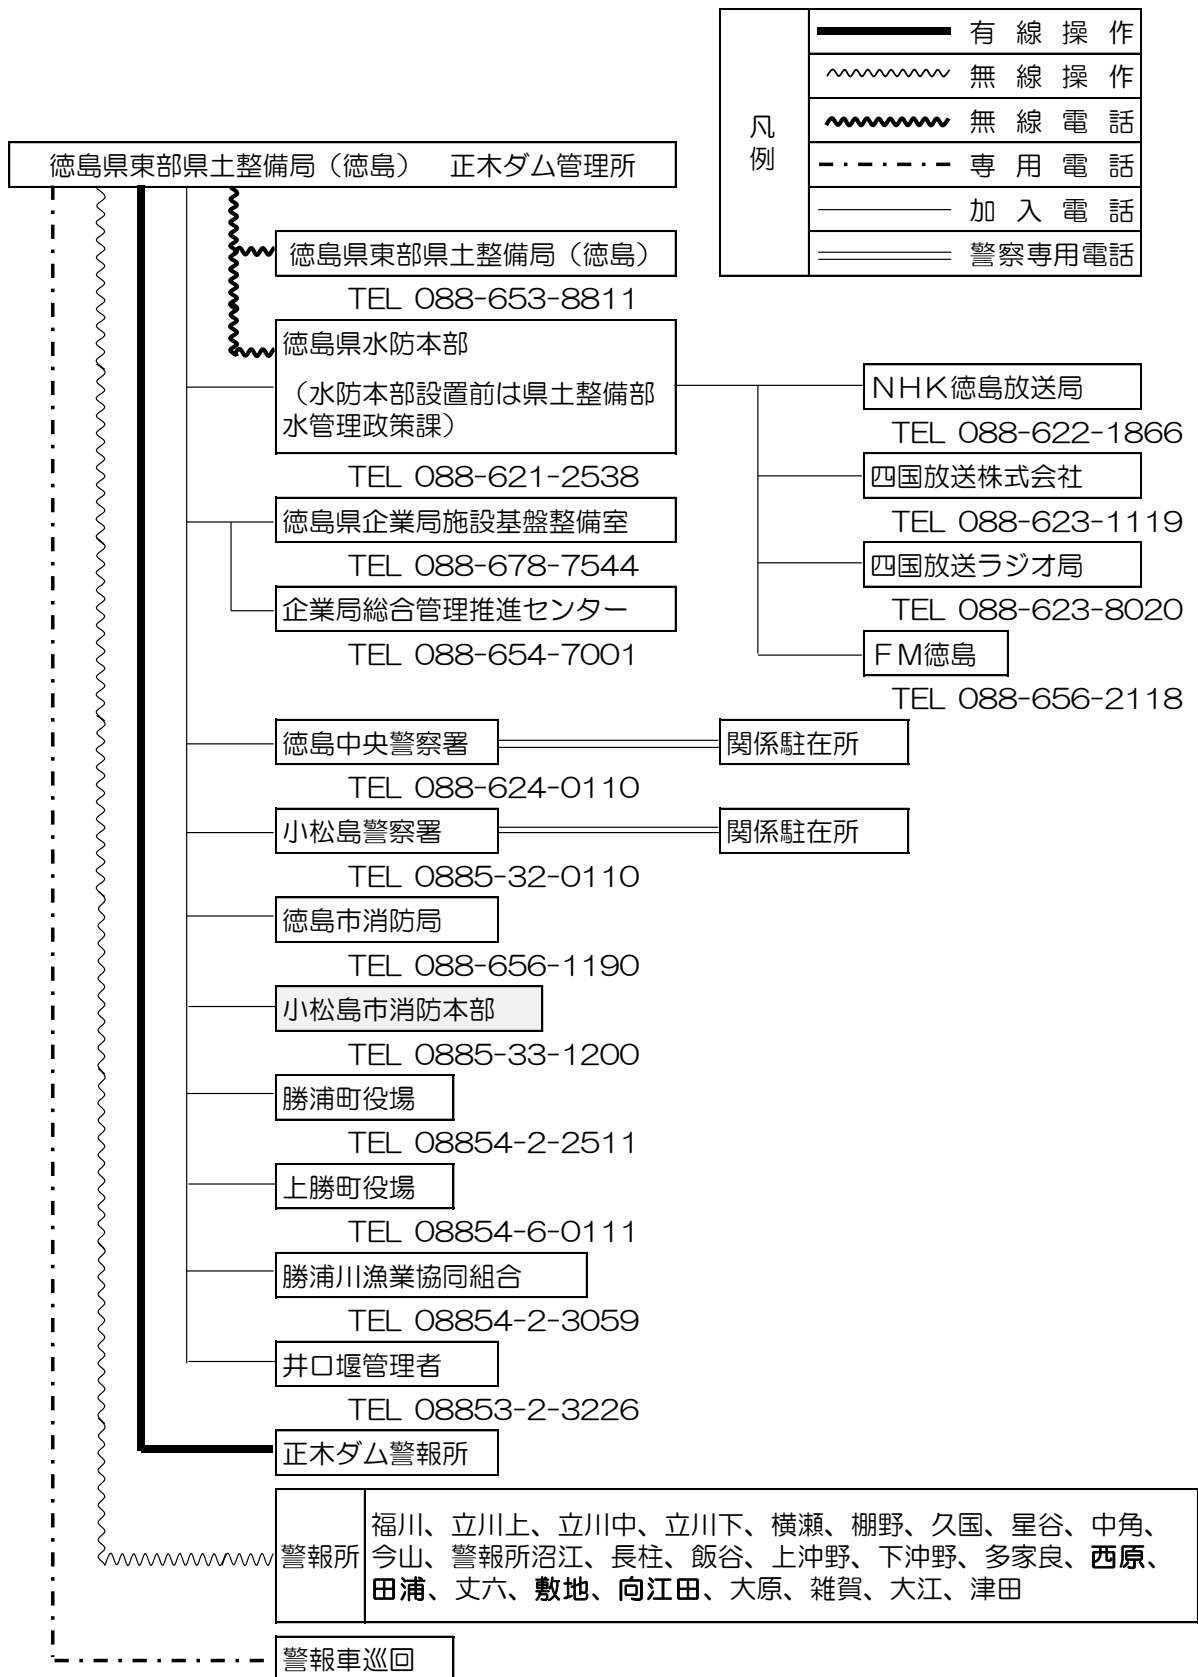 凡例
有線操作
無線操作
無線電話
専用電話
加入電話
警察専用電話
徳島県東部県土整備局（徳島）　正木ダム管理所
徳島県東部県土整備局（徳島）
TEL 088-653-8811
徳島県水防本部
（水防本部設置前は県土整備部
水管理政策課）
TEL 088-621-2538
徳島県企業局施設基盤整備室
TEL 088-678-7544
企業局総合管理推進センター
TEL 088-654-7001
NHK徳島放送局
TEL 088-622-1866
四国放送株式会社
TEL 088-623-1119
四国放送ラジオ局
TEL 088-623-8020
FM徳島
TEL 088-656-2118
徳島中央警察署
関係駐在所
TEL 088-624-0110
小松島警察署
関係駐在所
TEL 0885-32-0110
徳島市消防局
TEL 088-656-1190
小松島市消防本部
TEL 0885-33-1200
勝浦町役場
TEL 08854-2-2511
上勝町役場
TEL 08854-6-0111
勝浦川漁業協同組合
TEL 08854-2-3059
井口堰管理者
TEL 08853-2-3226
正木ダム警報所
警報所
福川、立川上、立川中、立川下、横瀬、棚野、久国、星谷、中角、
今山、警報所沼江、長柱、飯谷、上沖野、下沖野、多家良、西原、
田浦、丈六、敷地、向江田、大原、雑賀、大江、津田
警報車巡回